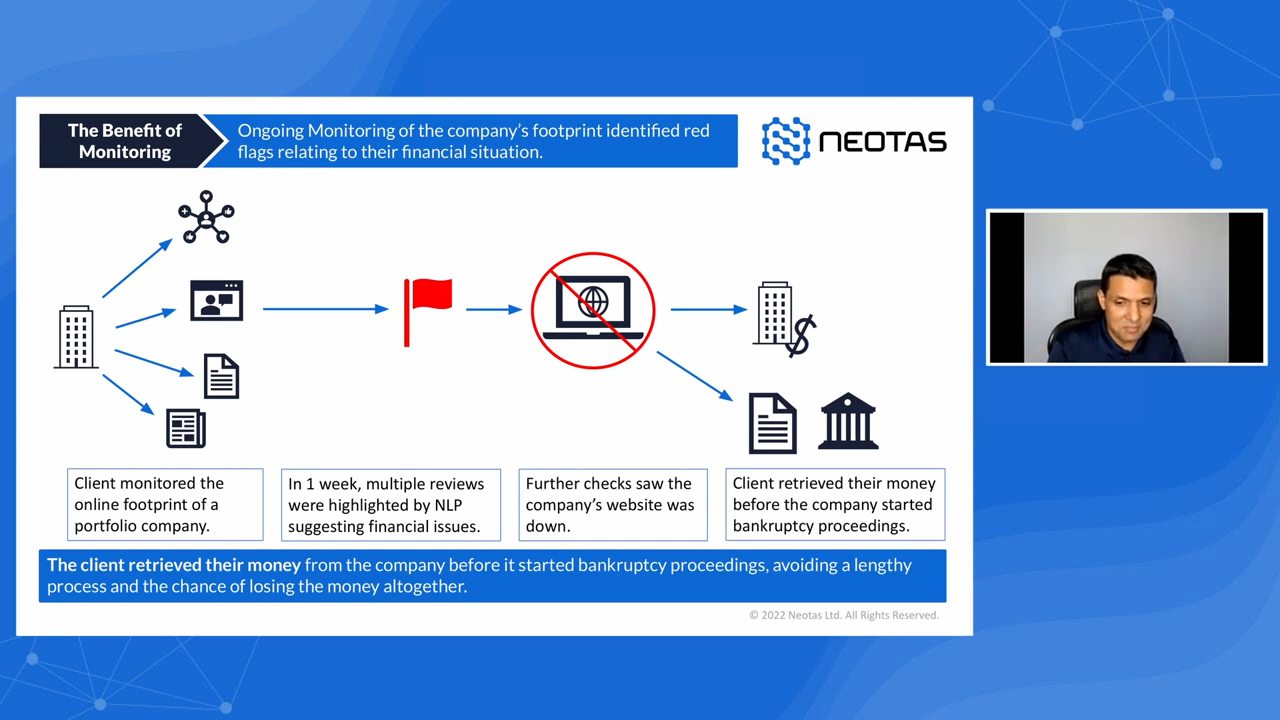 The Benefit of
Monitoring
Ongoing Monitoring of the company's footprint identified red
flags relating to their financial situation.
NEOTAS
Client monitored the
online footprint of a
portfolio company.
In 1 week, multiple reviews
were highlighted by NLP
suggesting financial issues.
Further checks saw the
company's website was
down.
Client retrieved their money
before the company started
bankruptcy proceedings.
The client retrieved their money from the company before it started bankruptcy proceedings, avoiding a lengthy
process and the chance of losing the money altogether.
© 2022 Neotas Ltd. All Rights Reserved.